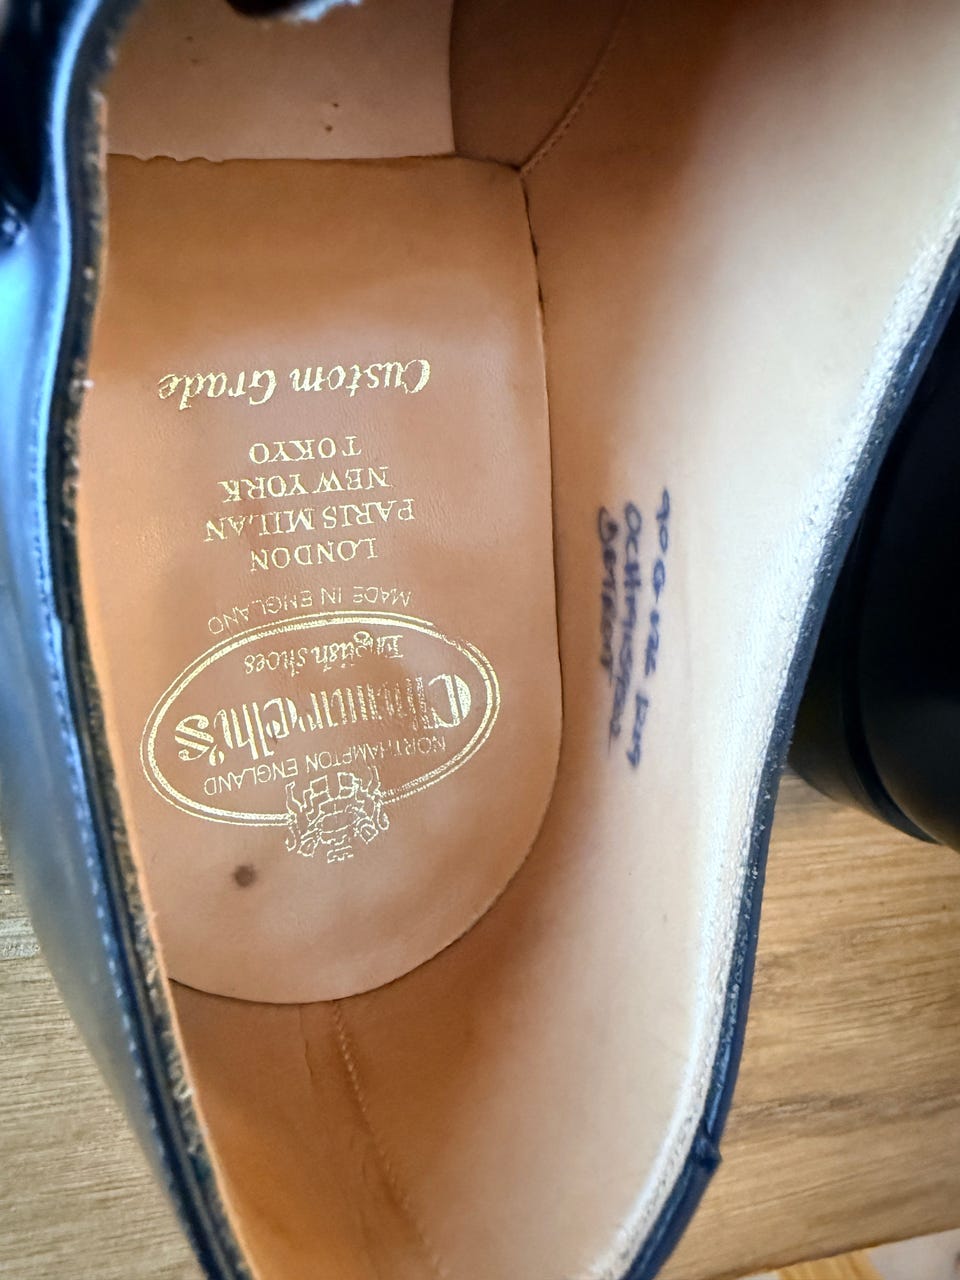 NORTHAMPTON ENGLAND
Church's
English shoes
MADE IN ENGLAND
LONDON
PARIS MILAN
NEW YORK
TOKYO
Custom Grade